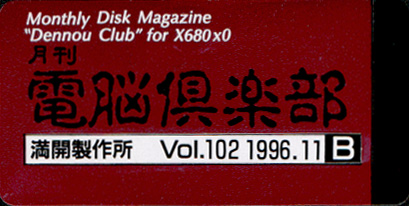 Monthly Disk Magazine
"Dennou Club" for X680x0
月刊
電脳倶楽部
満開製作所 Vol.102 1996.11 B